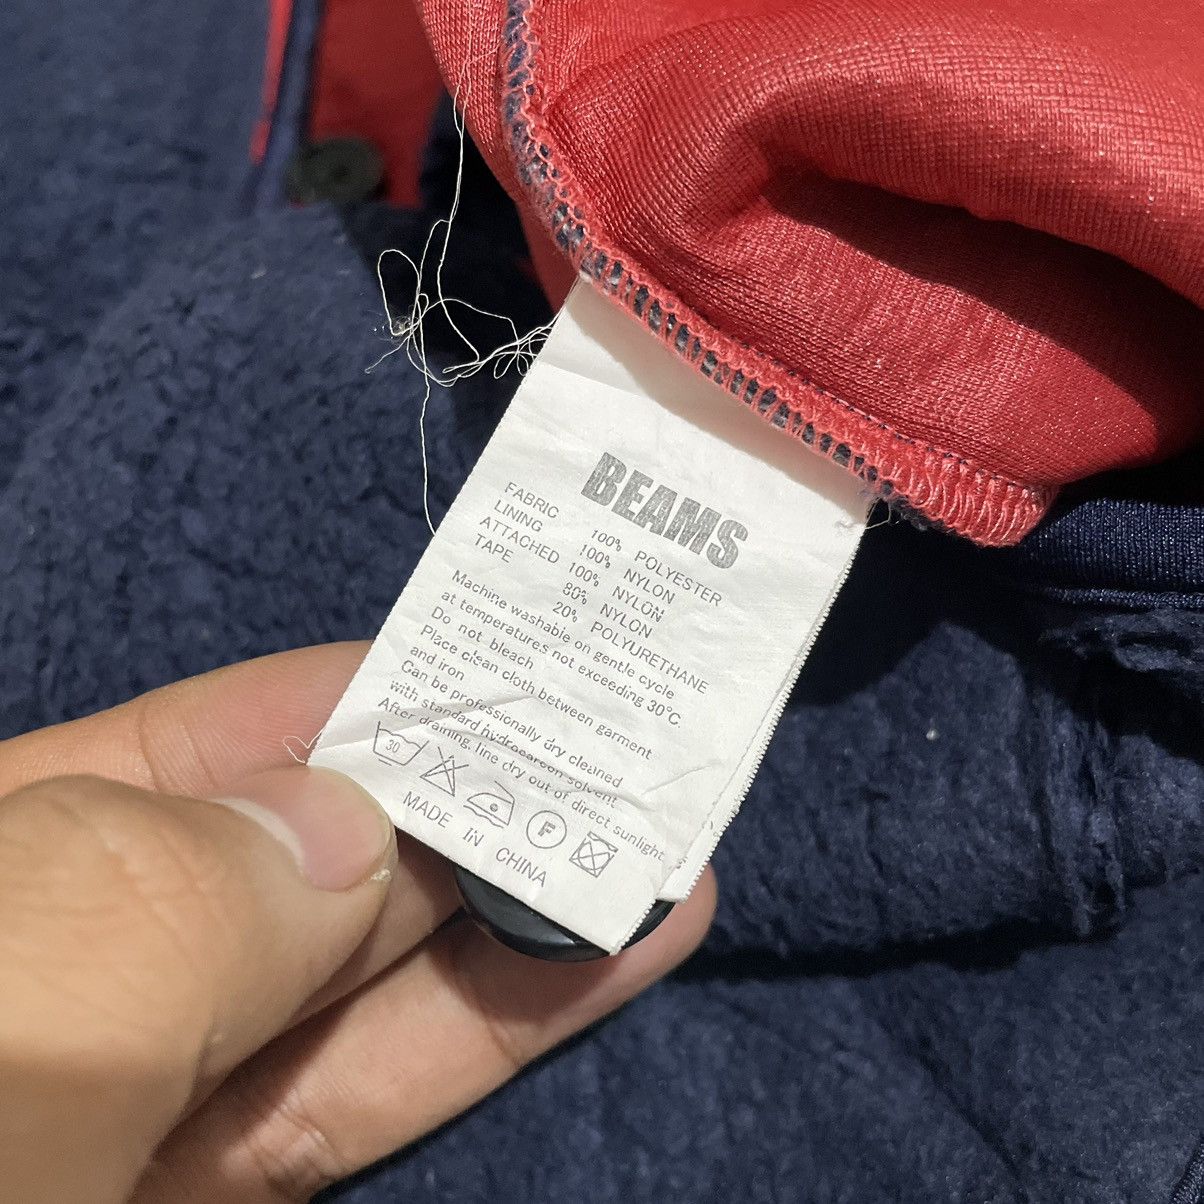 BEAMS
FABRIC 100% POLYESTER
LINING 100% NYLON
ATTACHED 100% NYLON
TAPE 80% NYLON
20% POLYURETHANE
Machine washable on gentle cycle
at temperatures not exceeding 30°C.
Do not bleach
Place clean cloth between garment
and iron
Can be professionally dry cleaned
with standard hydrocarbon solvent
After draining, line dry out of direct sunlight
30
F
MADE IN CHINA